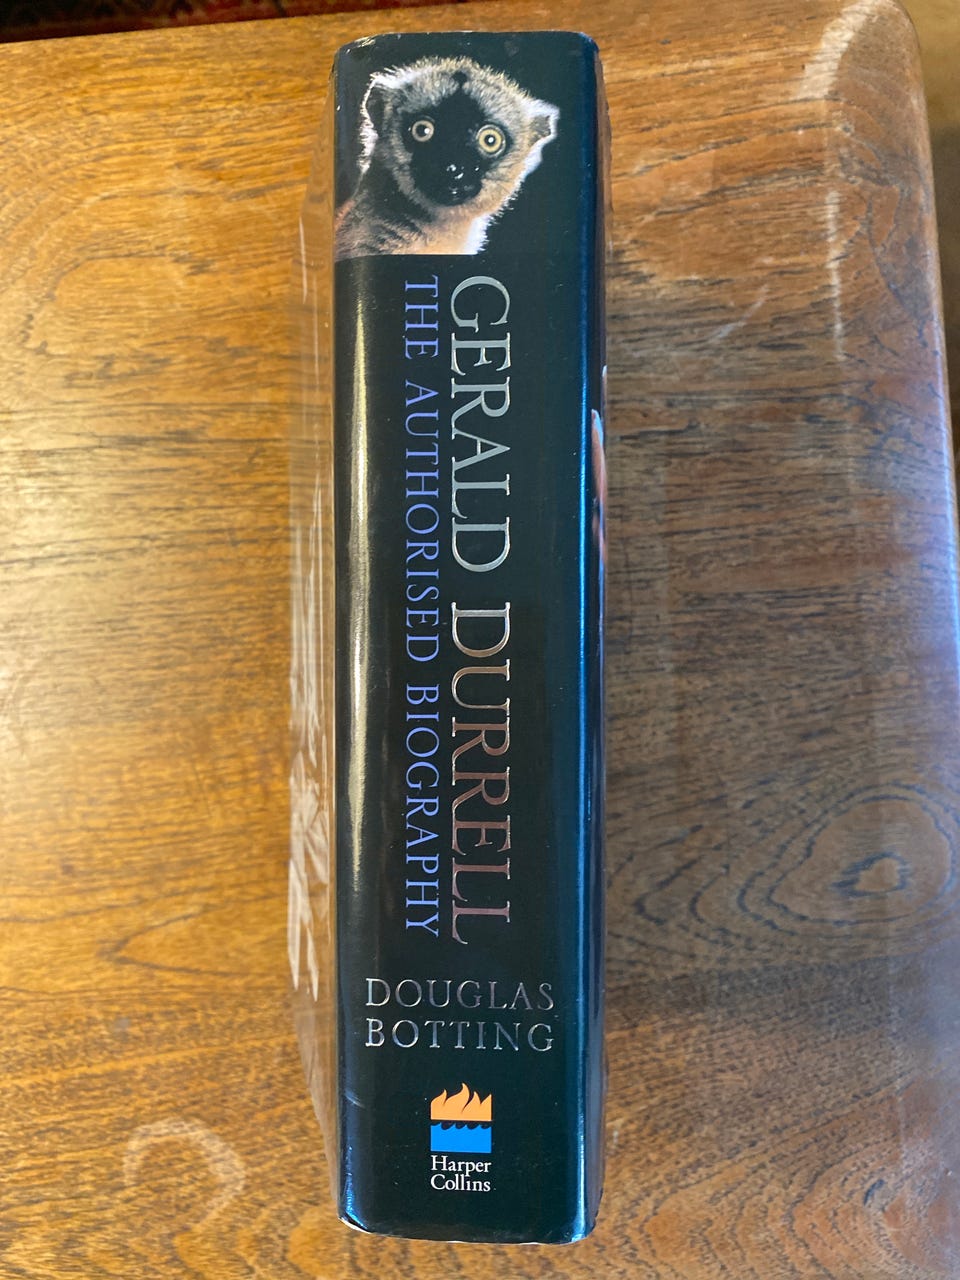 GERALD DURRELL
THE AUTHORISED BIOGRAPHY
DOUGLAS
BOTTING
Harper
Collins